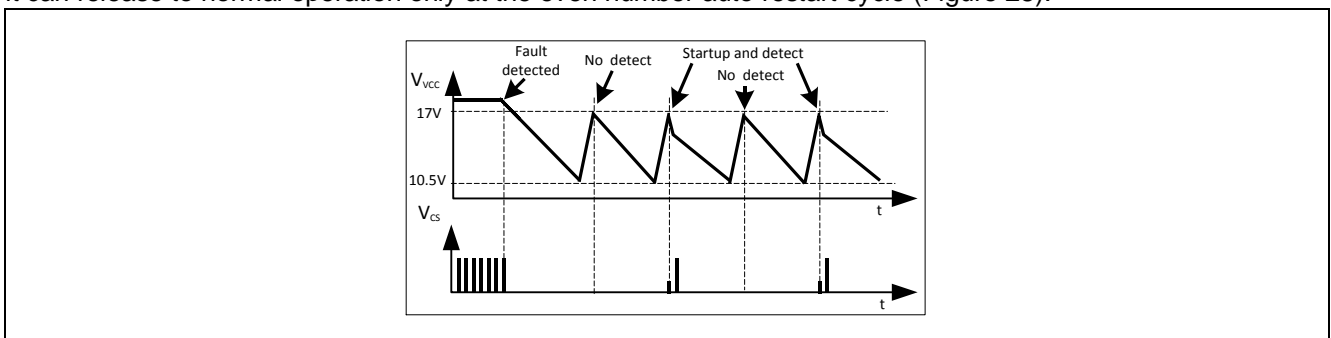 It can release to normal operation only at the even number auto restart cycle (Figure 28).
Fault
detected
No detect
Startup and detect
No detect
Vvcc
17V
10.5V
t
Vcs
t